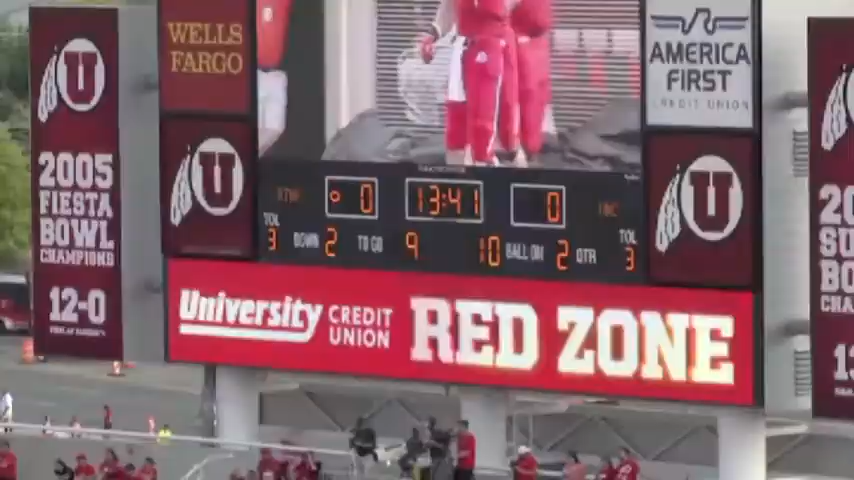 WELLS
FARGO
AMERICA
FIRST
CREDIT UNION
U
2005
FIESTA
BOWL
CHAMPIONS
12-0
U
U
0
13:41
0
TOL
3
DOWN 2
TO GO 9
10 BALL ON
2 QTR
TOL
3
University
CREDIT
UNION
RED ZONE
20
SU
BO
CHA
13